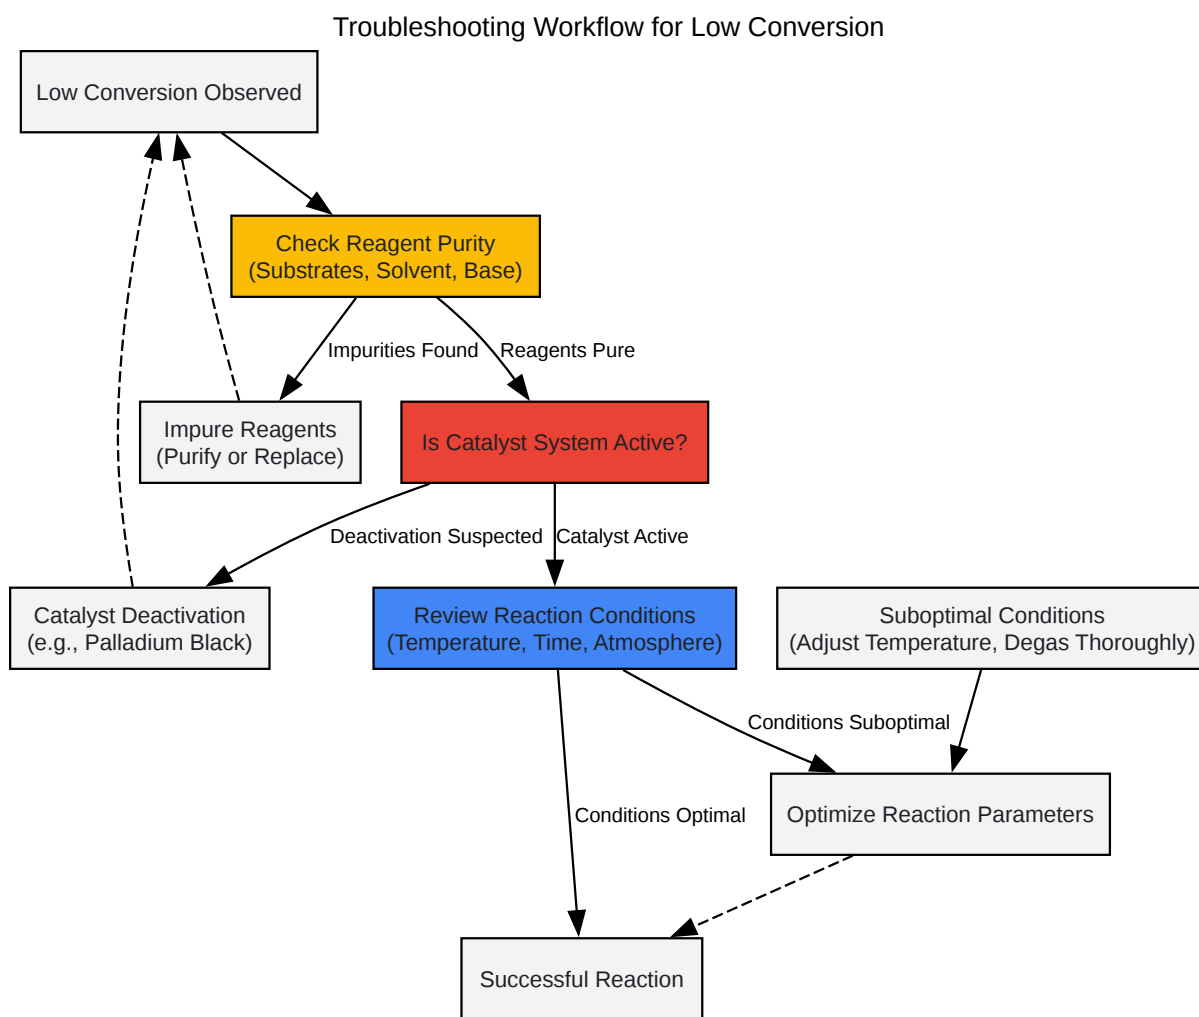 Troubleshooting Workflow for Low Conversion
Low Conversion Observed
Check Reagent Purity
(Substrates, Solvent, Base)
Impurities Found
Reagents Pure
Impure Reagents
(Purify or Replace)
Is Catalyst System Active?
Deactivation Suspected
Catalyst Active
Catalyst Deactivation
(e.g., Palladium Black)
Review Reaction Conditions
(Temperature, Time, Atmosphere)
Suboptimal Conditions
(Adjust Temperature, Degas Thoroughly)
Conditions Suboptimal
Conditions Optimal
Optimize Reaction Parameters
Successful Reaction